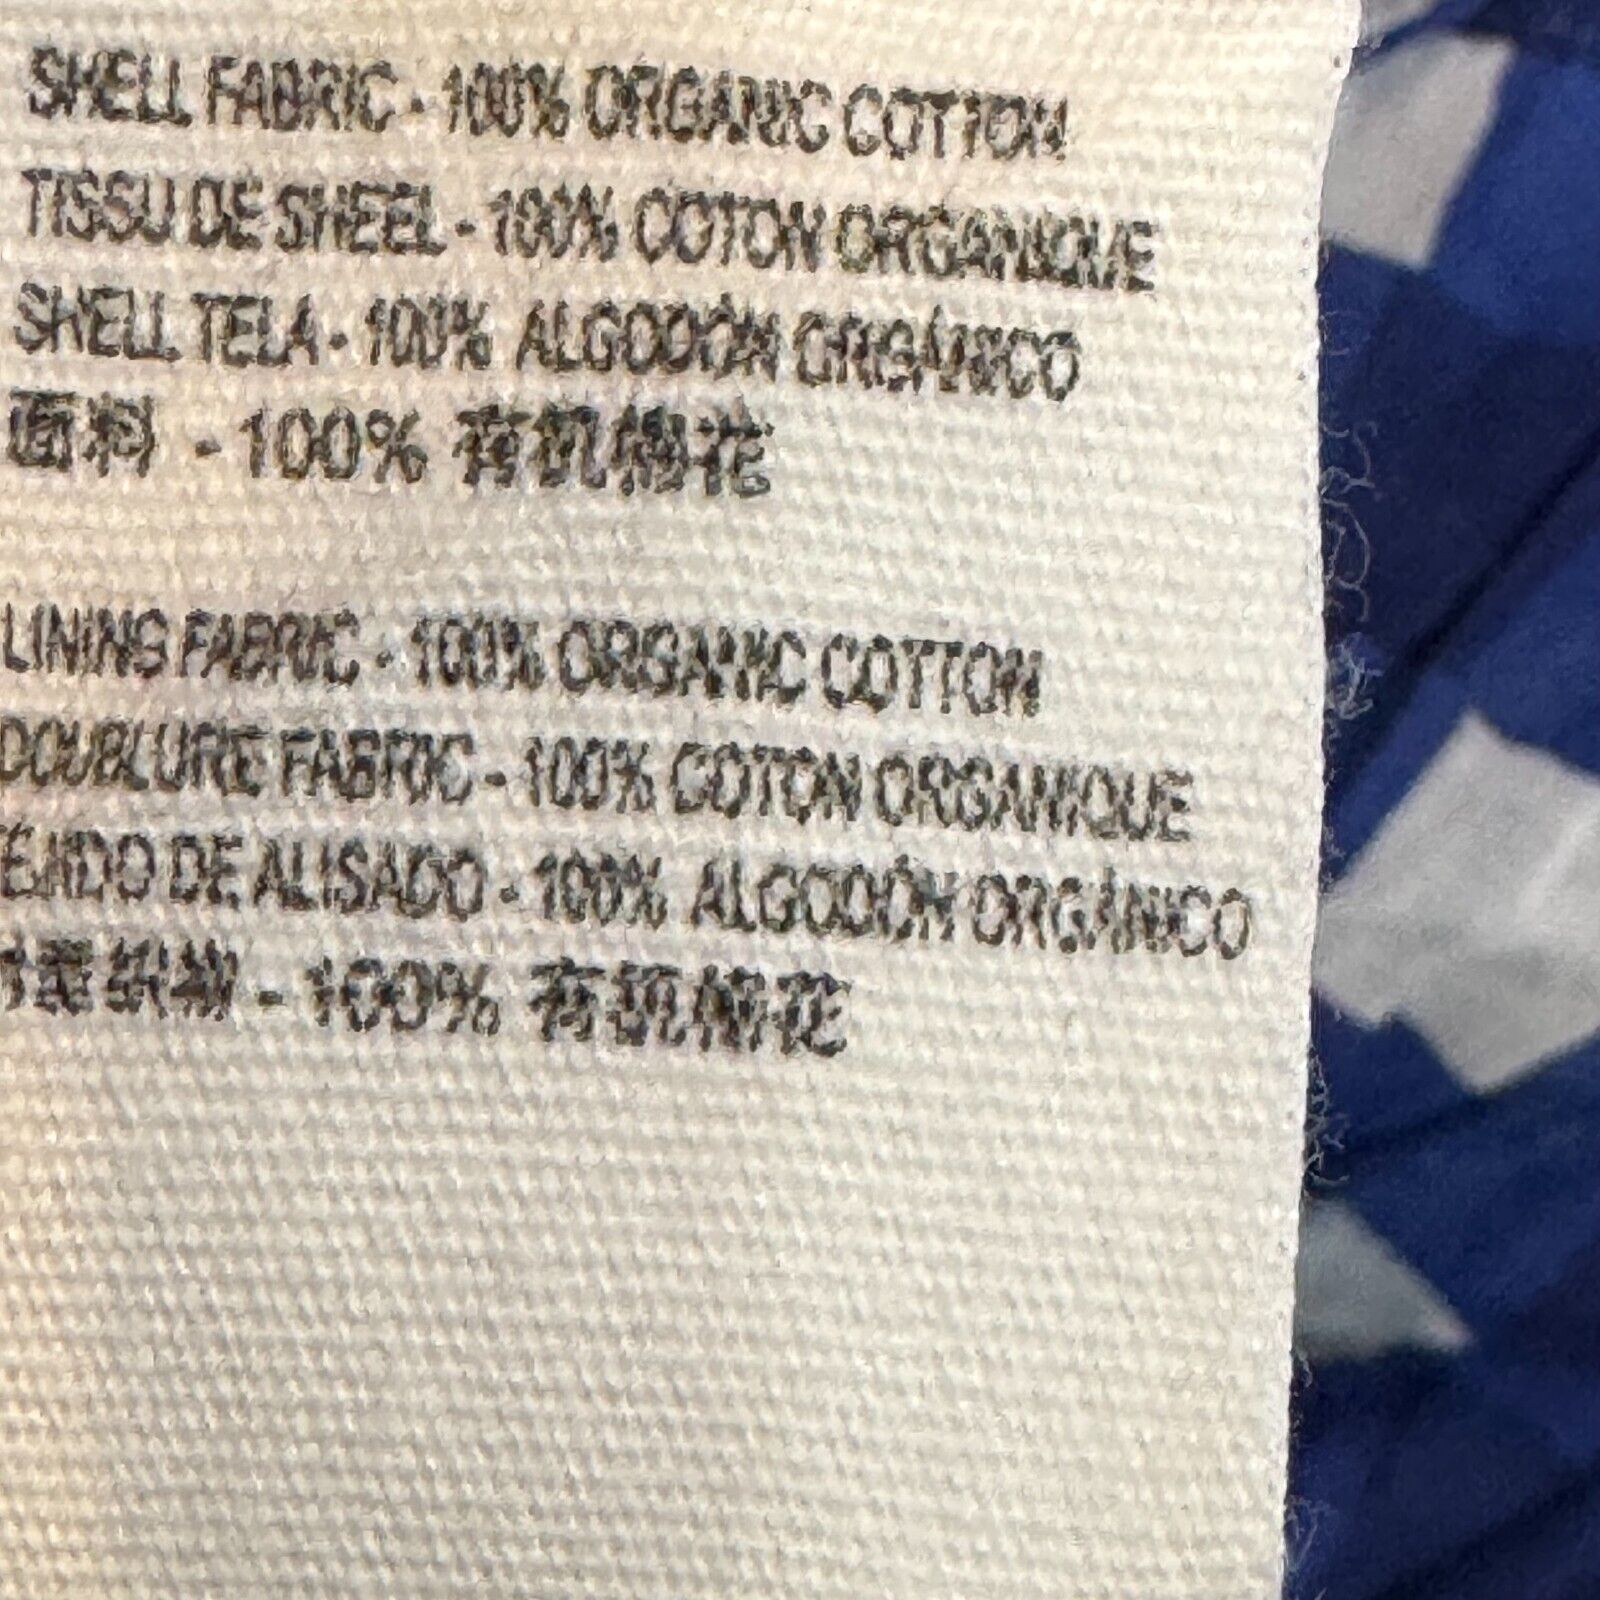 SHELL FABRIC - 100% ORGANIC COTTON
TISSU DE SHEEL - 100% COTON ORGANIQUE
SHELL TELA - 100% ALGODÓN ORGÁNICO
面料 - 100% 有机棉花
LINING FABRIC - 100% ORGANIC COTTON
DOUBLURE FABRIC - 100% COTON ORGANIQUE
TEJIDO DE ALISADO - 100% ALGODÓN ORGÁNICO
- 100% 有机棉花